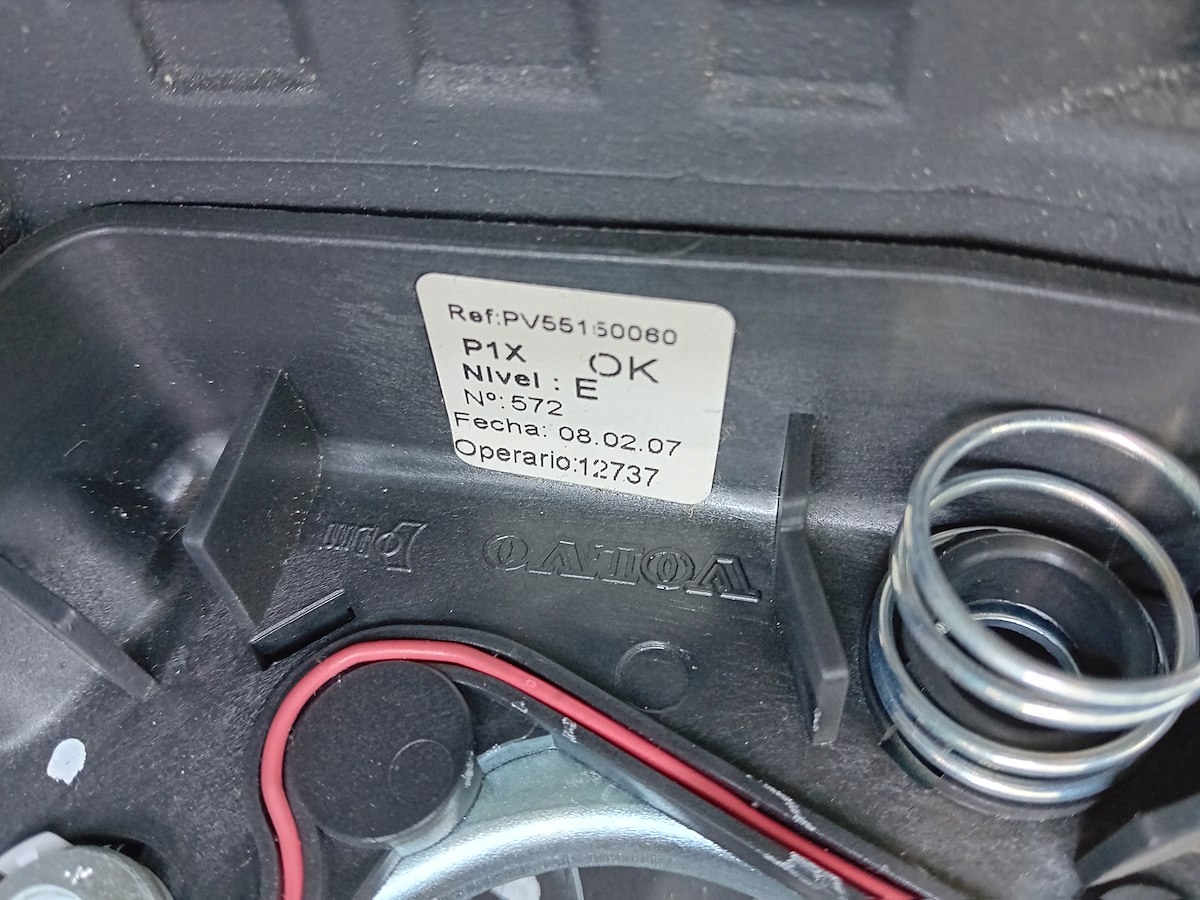 Ref:PV55160060
P1X OK
Nivel : E
Nº:572
Fecha: 08.02.07
Operario:12737
VOLVO